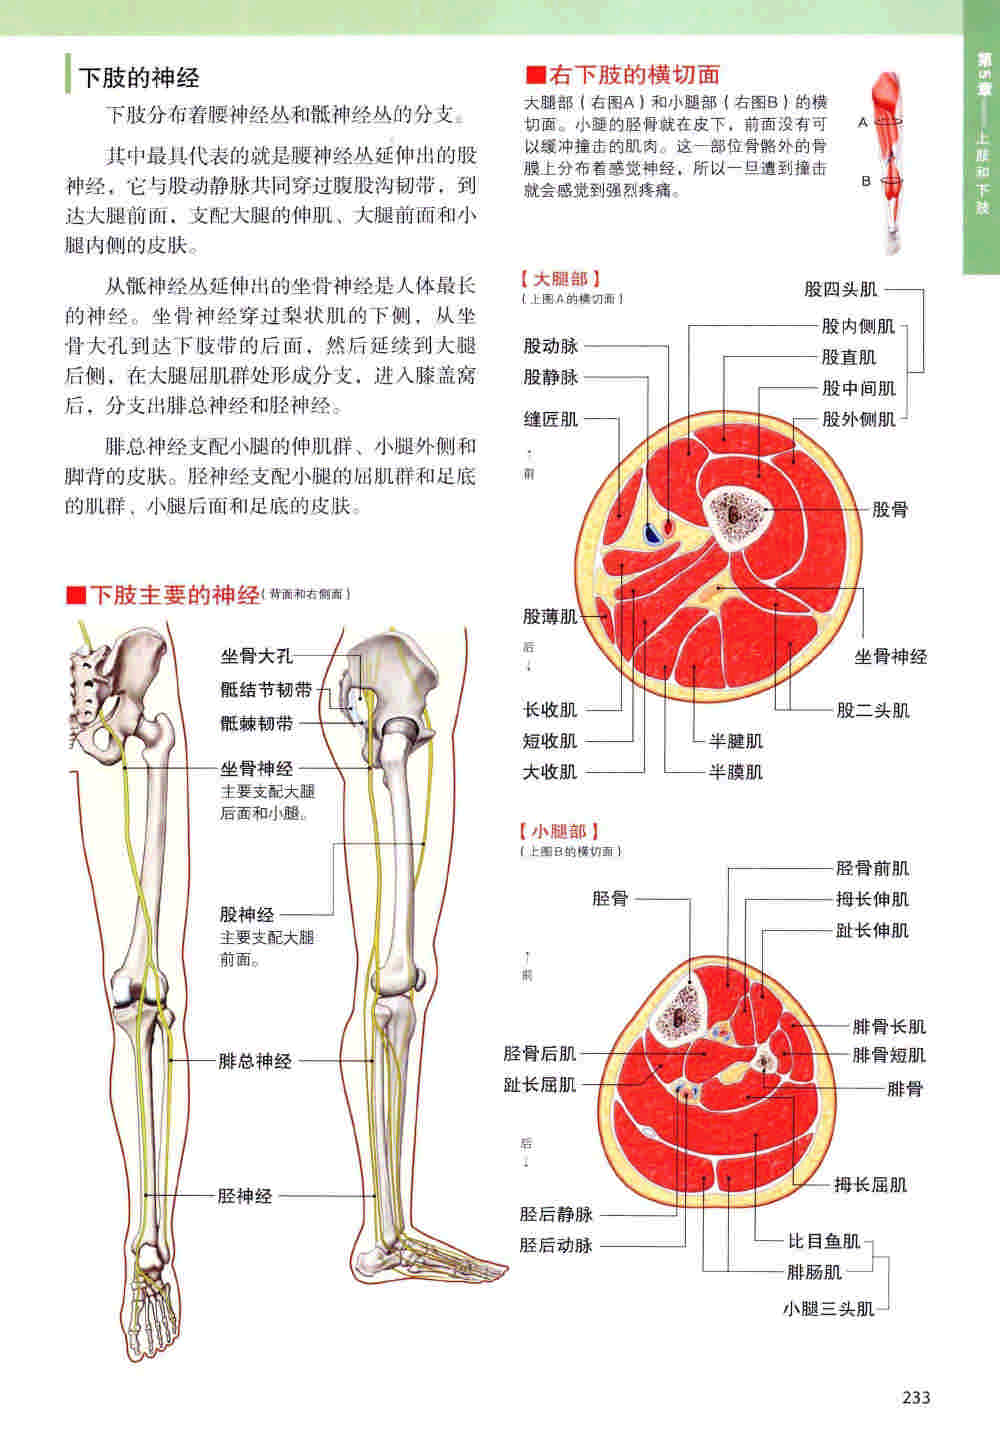 下肢的神经
下肢分布着腰神经丛和骶神经丛的分支。
其中最具代表的就是腰神经丛延伸出的股
神经，它与股动静脉共同穿过腹股沟韧带，到
达大腿前面，支配大腿的伸肌、大腿前面和小
腿内侧的皮肤。
从骶神经丛延伸出的坐骨神经是人体最长
的神经。坐骨神经穿过梨状肌的下侧，从坐
骨大孔到达下肢带的后面，然后延续到大腿
后侧，在大腿屈肌群处形成分支，进入膝盖窝
后，分支出腓总神经和胫神经。
腓总神经支配小腿的伸肌群、小腿外侧和
脚背的皮肤。胫神经支配小腿的屈肌群和足底
的肌群、小腿后面和足底的皮肤。
■下肢主要的神经(背面和右侧面)
坐骨大孔
骶结节韧带
骶棘韧带
坐骨神经
主要支配大腿
后面和小腿。
股神经
主要支配大腿
前面。
腓总神经
胫神经
■右下肢的横切面
大腿部（右图A）和小腿部（右图B）的横
切面。小腿的胫骨就在皮下，前面没有可
以缓冲撞击的肌肉。这一部位骨骼外的骨
膜上分布着感觉神经，所以一旦遭到撞击
就会感觉到强烈疼痛。
A
B
【大腿部】
(上图A的横切面)
股四头肌
股内侧肌
股直肌
股中间肌
股外侧肌
股动脉
股静脉
缝匠肌
↑
前
股骨
股薄肌
后
↓
坐骨神经
长收肌
短收肌
大收肌
股二头肌
半腱肌
半膜肌
【小腿部】
(上图B的横切面)
胫骨前肌
拇长伸肌
趾长伸肌
胫骨
↑
前
腓骨长肌
腓骨短肌
腓骨
胫骨后肌
趾长屈肌
后
↓
拇长屈肌
胫后静脉
胫后动脉
比目鱼肌
腓肠肌
小腿三头肌
第5章——上肢和下肢
233